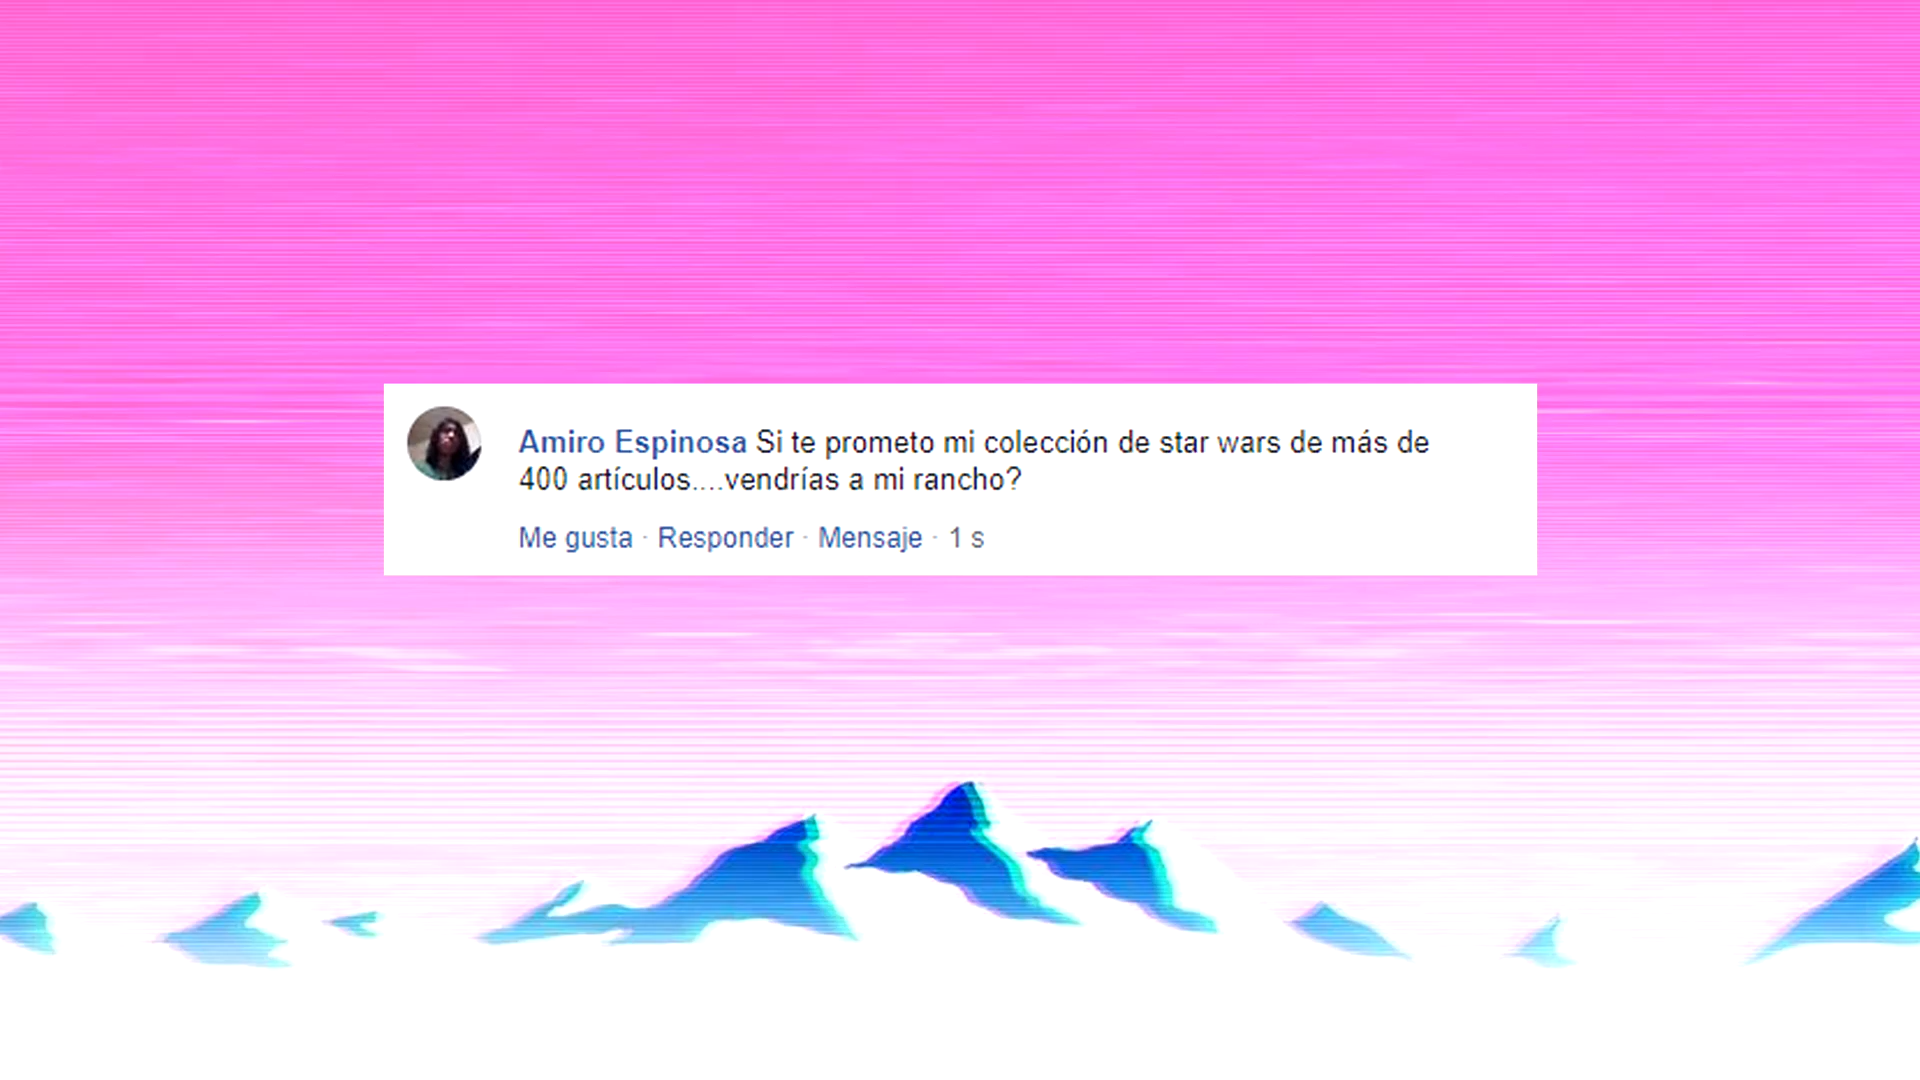 Amiro Espinosa Si te prometo mi colección de star wars de más de
400 artículos....vendrías a mi rancho?
Me gusta · Responder · Mensaje · 1 s